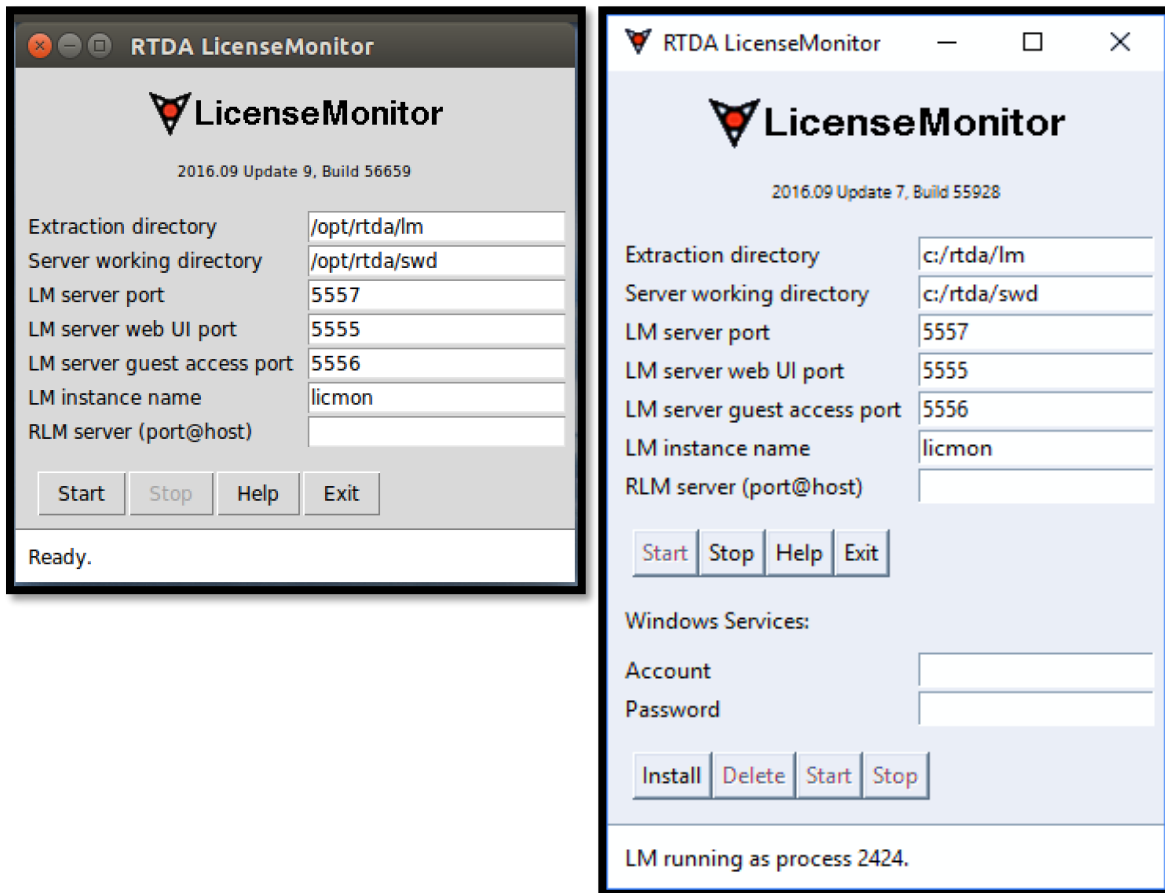 RTDA LicenseMonitor
LicenseMonitor
2016.09 Update 9, Build 56659
Extraction directory /opt/rtda/lm
Server working directory /opt/rtda/swd
LM server port 5557
LM server web UI port 5555
LM server guest access port 5556
LM instance name licmon
RLM server (port@host)
Start Stop Help Exit
Ready.
RTDA LicenseMonitor
LicenseMonitor
2016.09 Update 7, Build 55928
Extraction directory c:/rtda/lm
Server working directory c:/rtda/swd
LM server port 5557
LM server web UI port 5555
LM server guest access port 5556
LM instance name licmon
RLM server (port@host)
Start Stop Help Exit
Windows Services:
Account
Password
Install Delete Start Stop
LM running as process 2424.